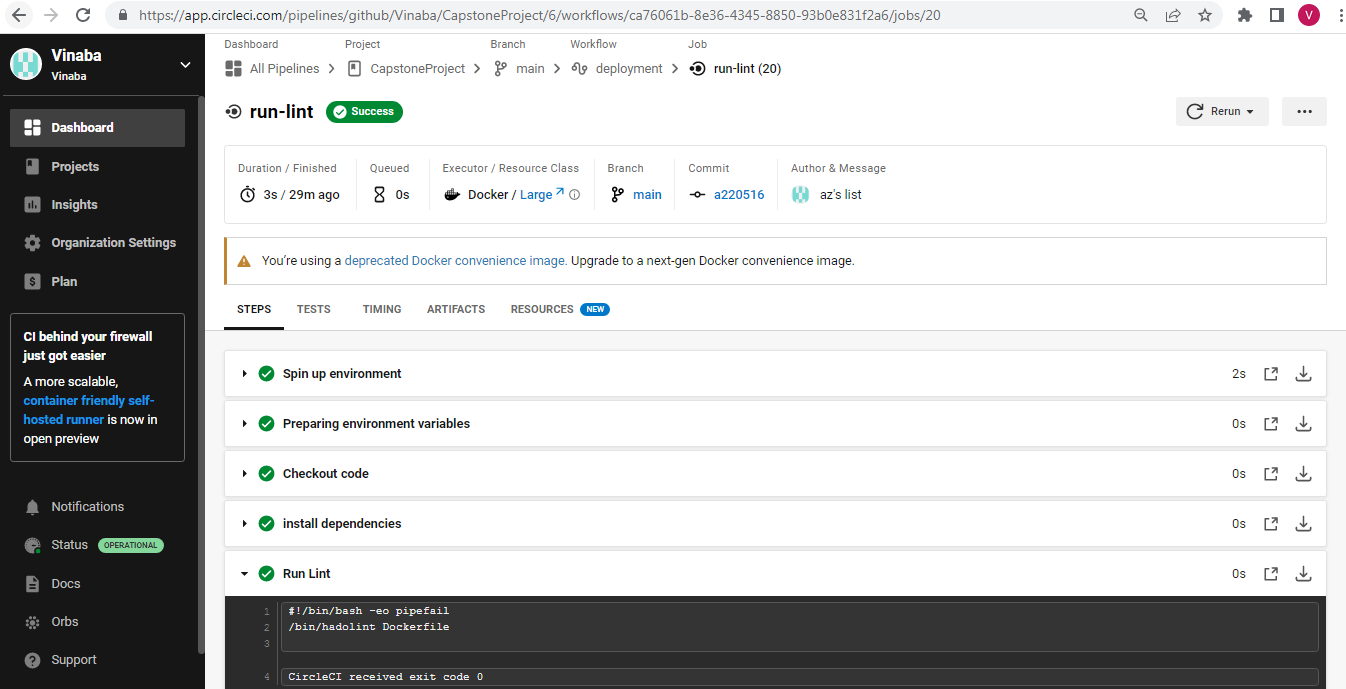 https://app.circleci.com/pipelines/github/Vinaba/CapstoneProject/6/workflows/ca76061b-8e36-4345-8850-93b0e831f2a6/jobs/20
V
Vinaba
Vinaba
Dashboard
Projects
Insights
Organization Settings
Plan
CI behind your firewall
just got easier
A more scalable,
container friendly self-
hosted runner is now in
open preview
Notifications
Status OPERATIONAL
Docs
Orbs
Support
Dashboard Project Branch Workflow Job
All Pipelines CapstoneProject main deployment run-lint (20)
run-lint Success
Rerun
Duration / Finished Queued Executor / Resource Class Branch Commit Author & Message
3s / 29m ago 0s Docker / Large main a220516 az's list
You're using a deprecated Docker convenience image. Upgrade to a next-gen Docker convenience image.
STEPS TESTS TIMING ARTIFACTS RESOURCES NEW
Spin up environment 2s
Preparing environment variables 0s
Checkout code 0s
install dependencies 0s
Run Lint 0s
1 #!/bin/bash -eo pipefail
2 /bin/hadolint Dockerfile
3
4 CircleCI received exit code 0